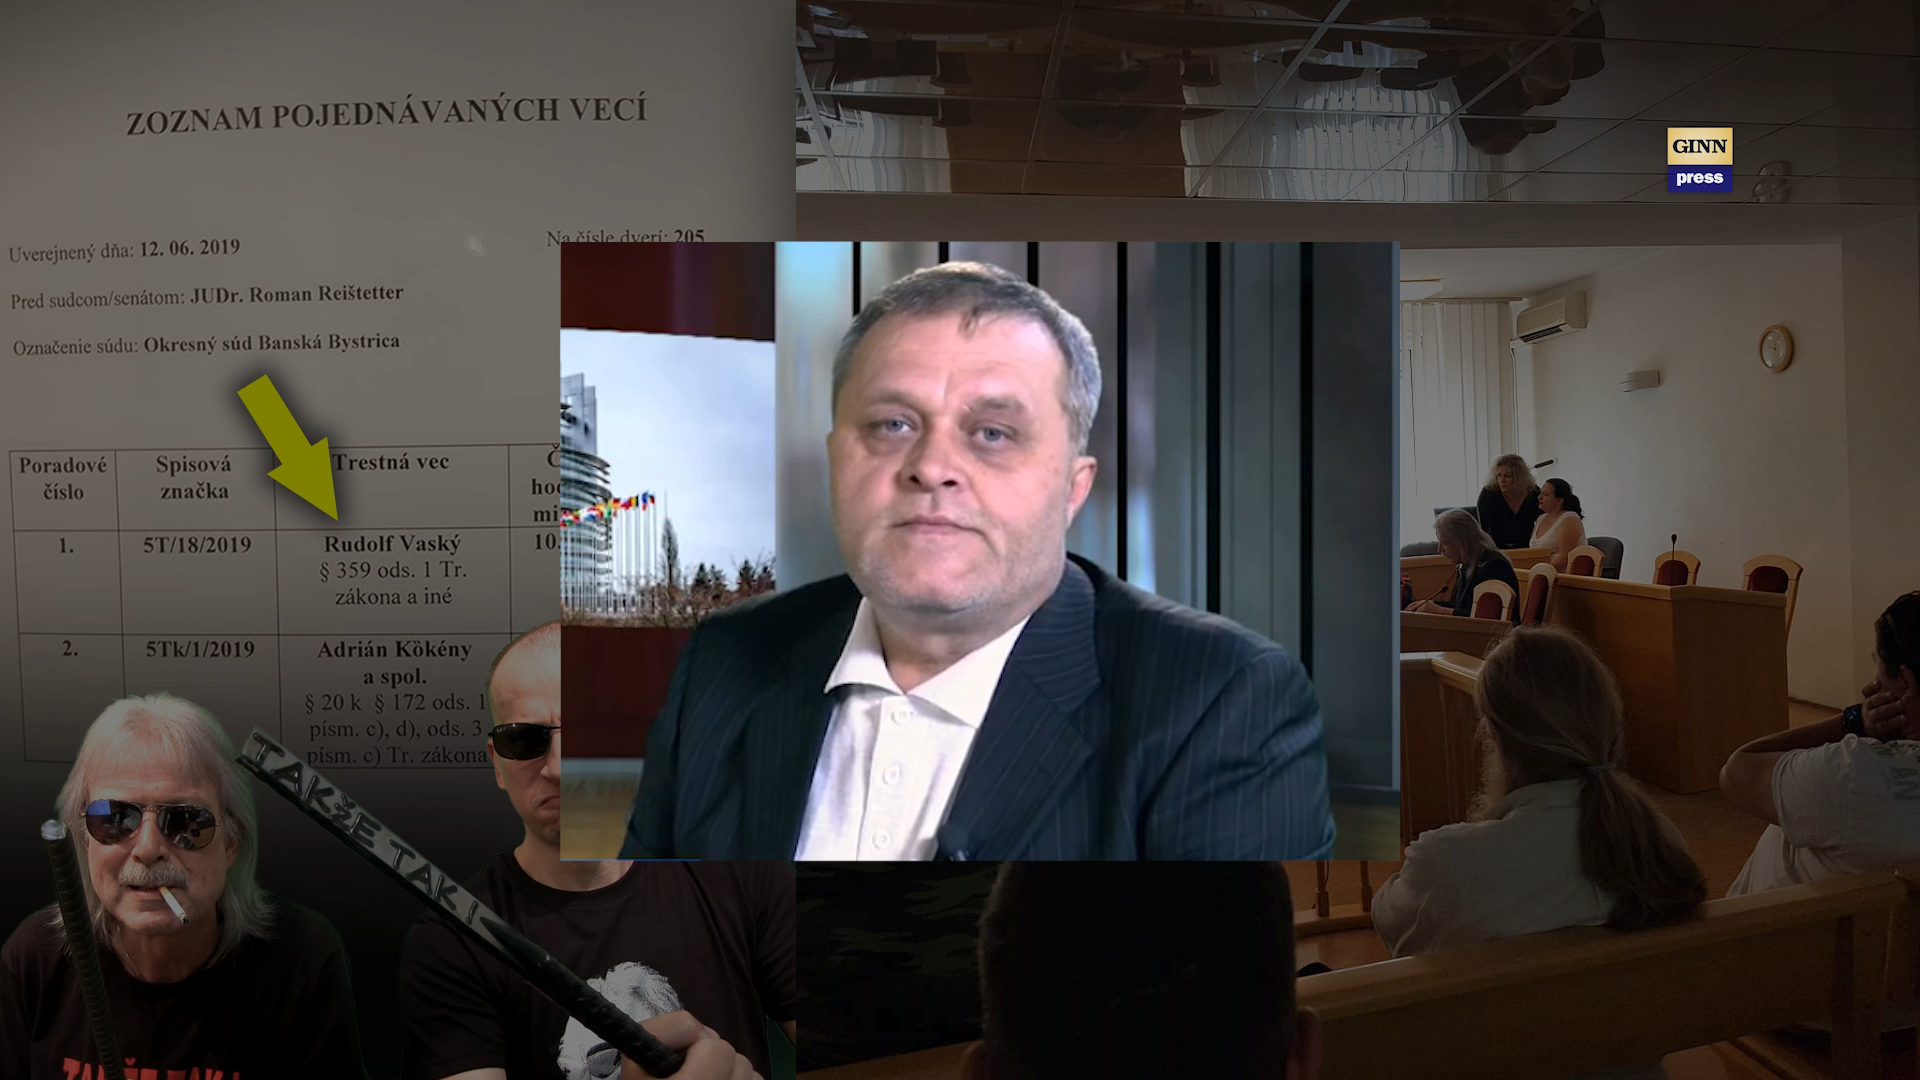 ZOZNAM POJEDNÁVANÝCH VECÍ
Uverejnený dňa: 12. 06. 2019
Na čísle dverí: 205
Pred sudcom/senátom: JUDr. Roman Reištetter
Označenie súdu: Okresný súd Banská Bystrica
Poradové číslo
Spisová značka
Trestná vec
1.
5T/18/2019
Rudolf Vaský
§ 359 ods. 1 Tr.
zákona a iné
10.
2.
5Tk/1/2019
Adrián Kökény
a spol.
§ 20 k § 172 ods. 1
písm. c), d), ods. 3
písm. c) Tr. zákona
TAKŠE TAK!
GINN
press